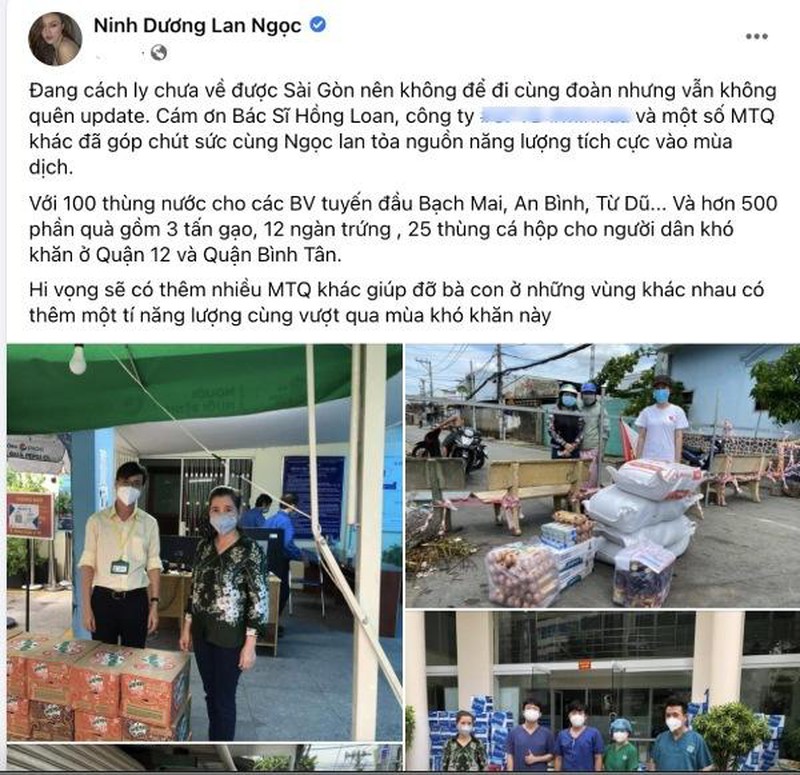 Ninh Dương Lan Ngọc
Đang cách ly chưa về được Sài Gòn nên không để đi cùng đoàn nhưng vẫn không
quên update. Cám ơn Bác Sĩ Hồng Loan, công ty và một số MTQ
khác đã góp chút sức cùng Ngọc lan tỏa nguồn năng lượng tích cực vào mùa
dịch.
Với 100 thùng nước cho các BV tuyến đầu Bạch Mai, An Bình, Từ Dũ... Và hơn 500
phần quà gồm 3 tấn gạo, 12 ngàn trứng , 25 thùng cá hộp cho người dân khó
khăn ở Quận 12 và Quận Bình Tân.
Hi vọng sẽ có thêm nhiều MTQ khác giúp đỡ bà con ở những vùng khác nhau có
thêm một tí năng lượng cùng vượt qua mùa khó khăn này